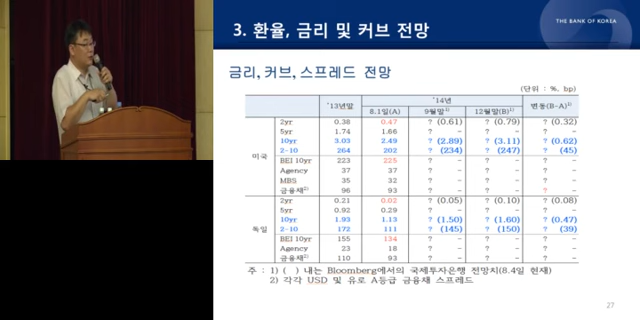 3. 환율, 금리 및 커브 전망
THE BANK OF KOREA
금리, 커브, 스프레드 전망
(단위 : %, bp)
'13년말 '14년 변동(B-A)1)
8.1일(A) 9월말1) 12월말(B)1)
미국 2yr 0.38 0.47 ? (0.61) ? (0.79) ? (0.32)
5yr 1.74 1.66 ? - ? - ? -
10yr 3.03 2.49 ? (2.89) ? (3.11) ? (0.62)
2-10 264 202 ? (234) ? (247) ? (45)
BEI 10yr 223 225 ? - ? - ? -
Agency 37 37 ? - ? - ? -
MBS 35 32 ? - ? - ? -
금융채2) 96 93 ? - ? - ? -
독일 2yr 0.21 0.02 ? (0.05) ? (0.10) ? (0.08)
5yr 0.92 0.29 ? - ? - ? -
10yr 1.93 1.13 ? (1.50) ? (1.60) ? (0.47)
2-10 172 111 ? (145) ? (150) ? (39)
BEI 10yr 155 134 ? - ? - ? -
Agency 23 18 ? - ? - ? -
금융채2) 110 93 ? - ? - ? -
주 : 1) ( ) 내는 Bloomberg에서의 국제투자은행 전망치(8.4일 현재)
2) 각각 USD 및 유로 A등급 금융채 스프레드
27